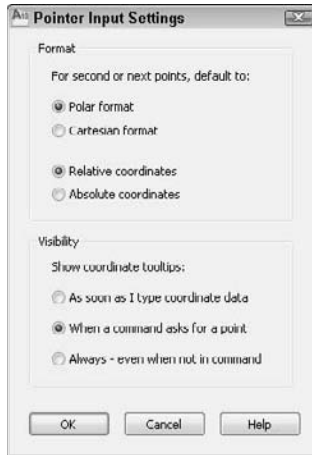 Pointer Input Settings
Format
For second or next points, default to:
Polar format
Cartesian format
Relative coordinates
Absolute coordinates
Visibility
Show coordinate tooltips:
As soon as I type coordinate data
When a command asks for a point
Always - even when not in command
OK
Cancel
Help